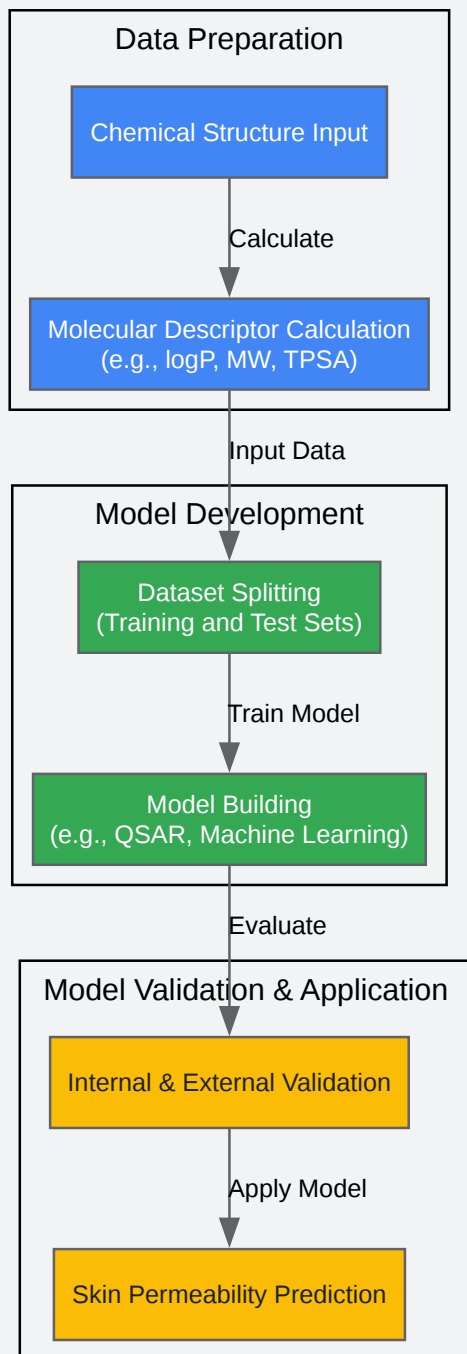 Data Preparation
Chemical Structure Input
Calculate
Molecular Descriptor Calculation
(e.g., logP, MW, TPSA)
Input Data
Model Development
Dataset Splitting
(Training and Test Sets)
Train Model
Model Building
(e.g., QSAR, Machine Learning)
Evaluate
Model Validation & Application
Internal & External Validation
Apply Model
Skin Permeability Prediction